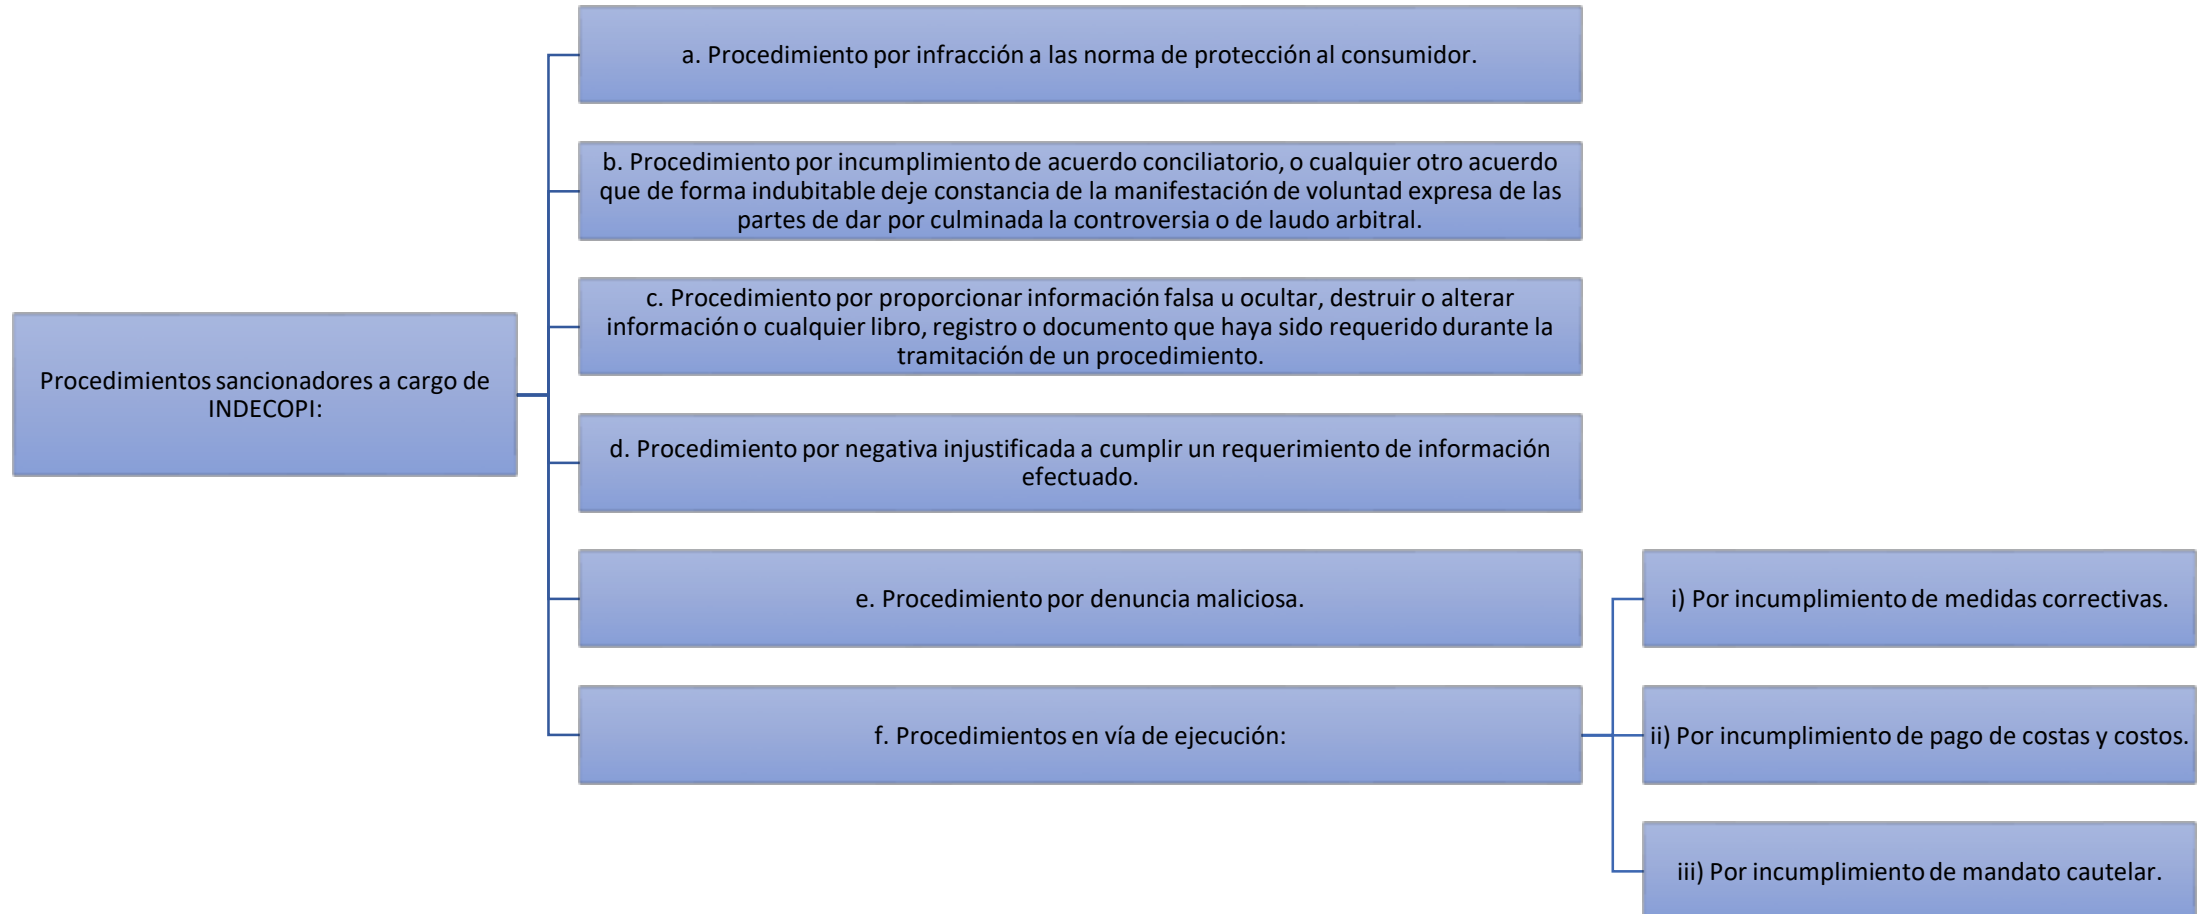 Procedimientos sancionadores a cargo de
INDECOPI:
a. Procedimiento por infracción a las norma de protección al consumidor.
b. Procedimiento por incumplimiento de acuerdo conciliatorio, o cualquier otro acuerdo
que de forma indubitable deje constancia de la manifestación de voluntad expresa de las
partes de dar por culminada la controversia o de laudo arbitral.
c. Procedimiento por proporcionar información falsa u ocultar, destruir o alterar
información o cualquier libro, registro o documento que haya sido requerido durante la
tramitación de un procedimiento.
d. Procedimiento por negativa injustificada a cumplir un requerimiento de información
efectuado.
e. Procedimiento por denuncia maliciosa.
f. Procedimientos en vía de ejecución:
i) Por incumplimiento de medidas correctivas.
ii) Por incumplimiento de pago de costas y costos.
iii) Por incumplimiento de mandato cautelar.